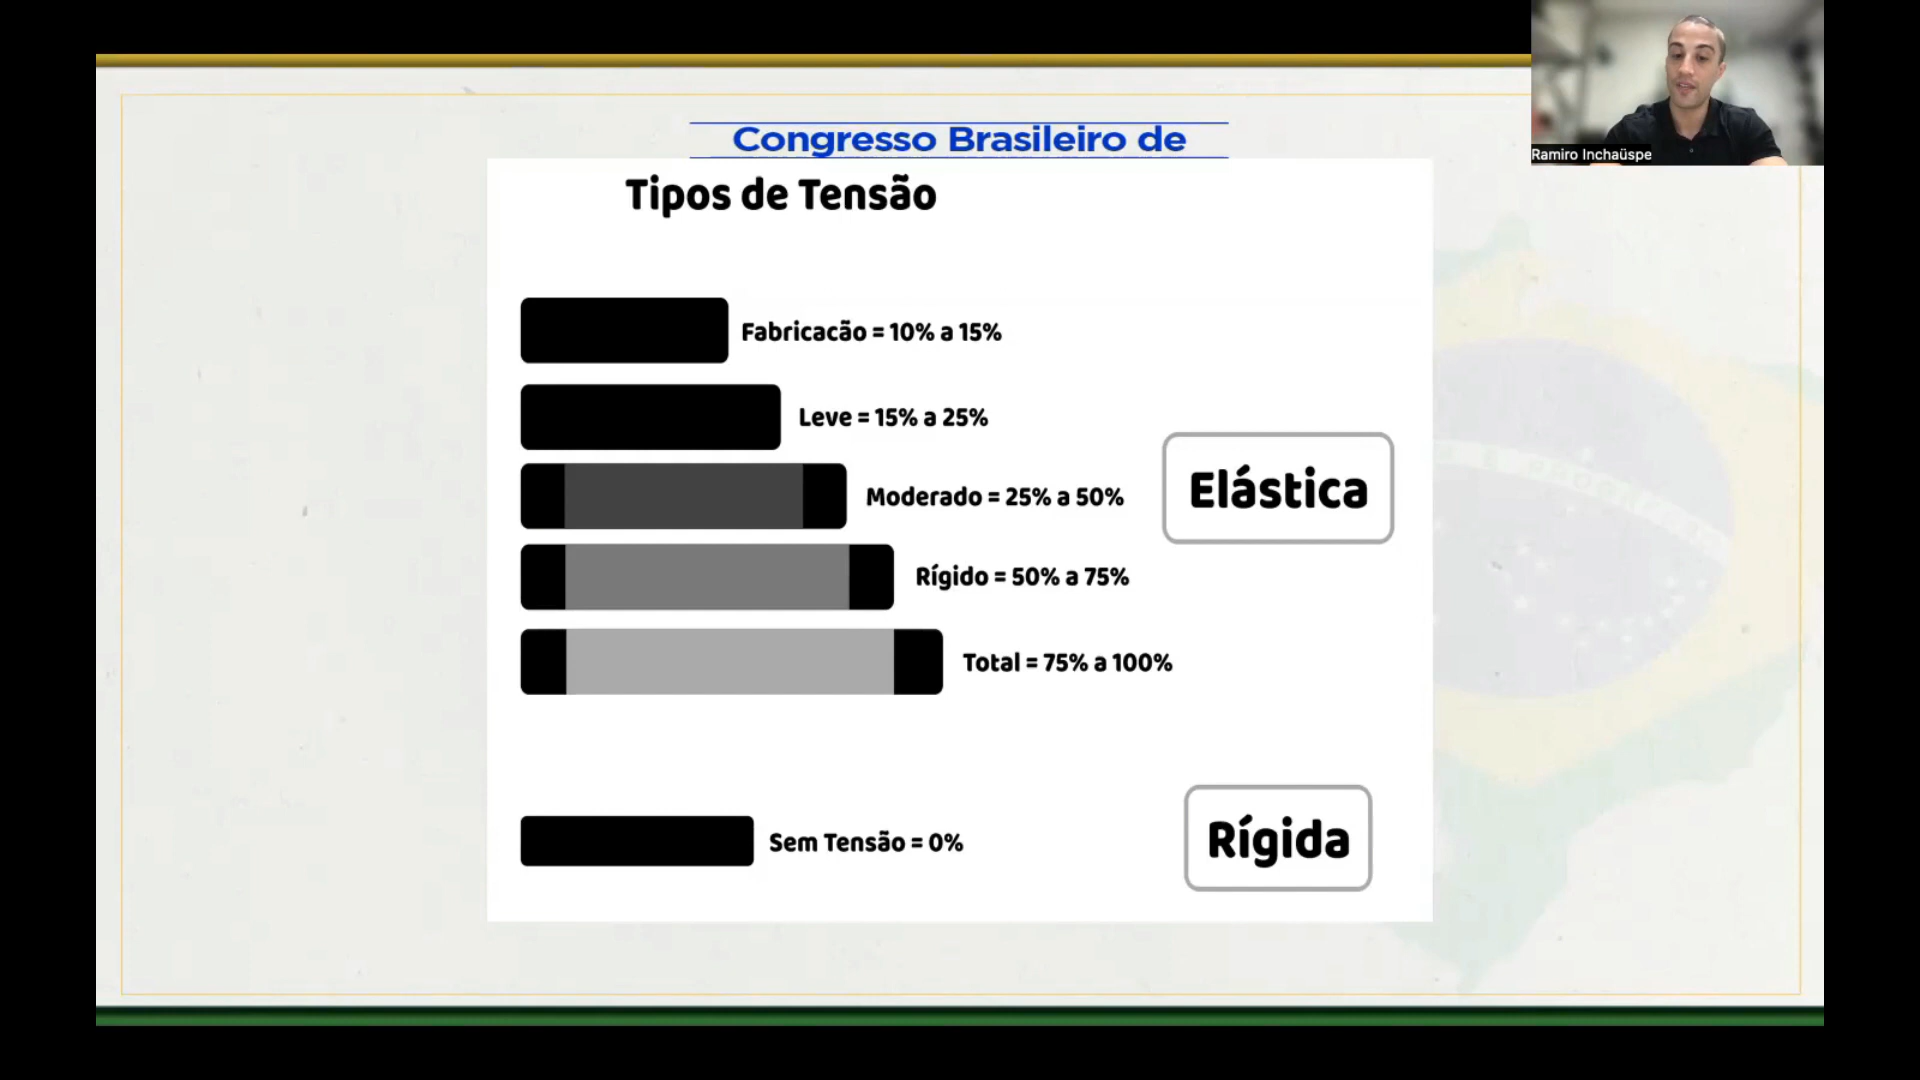 Congresso Brasileiro de
Ramiro Inchaüspe
Tipos de Tensão
Fabricacão = 10% a 15%
Leve = 15% a 25%
Moderado = 25% a 50%
Elástica
Rígido = 50% a 75%
Total = 75% a 100%
Sem Tensão = 0%
Rígida